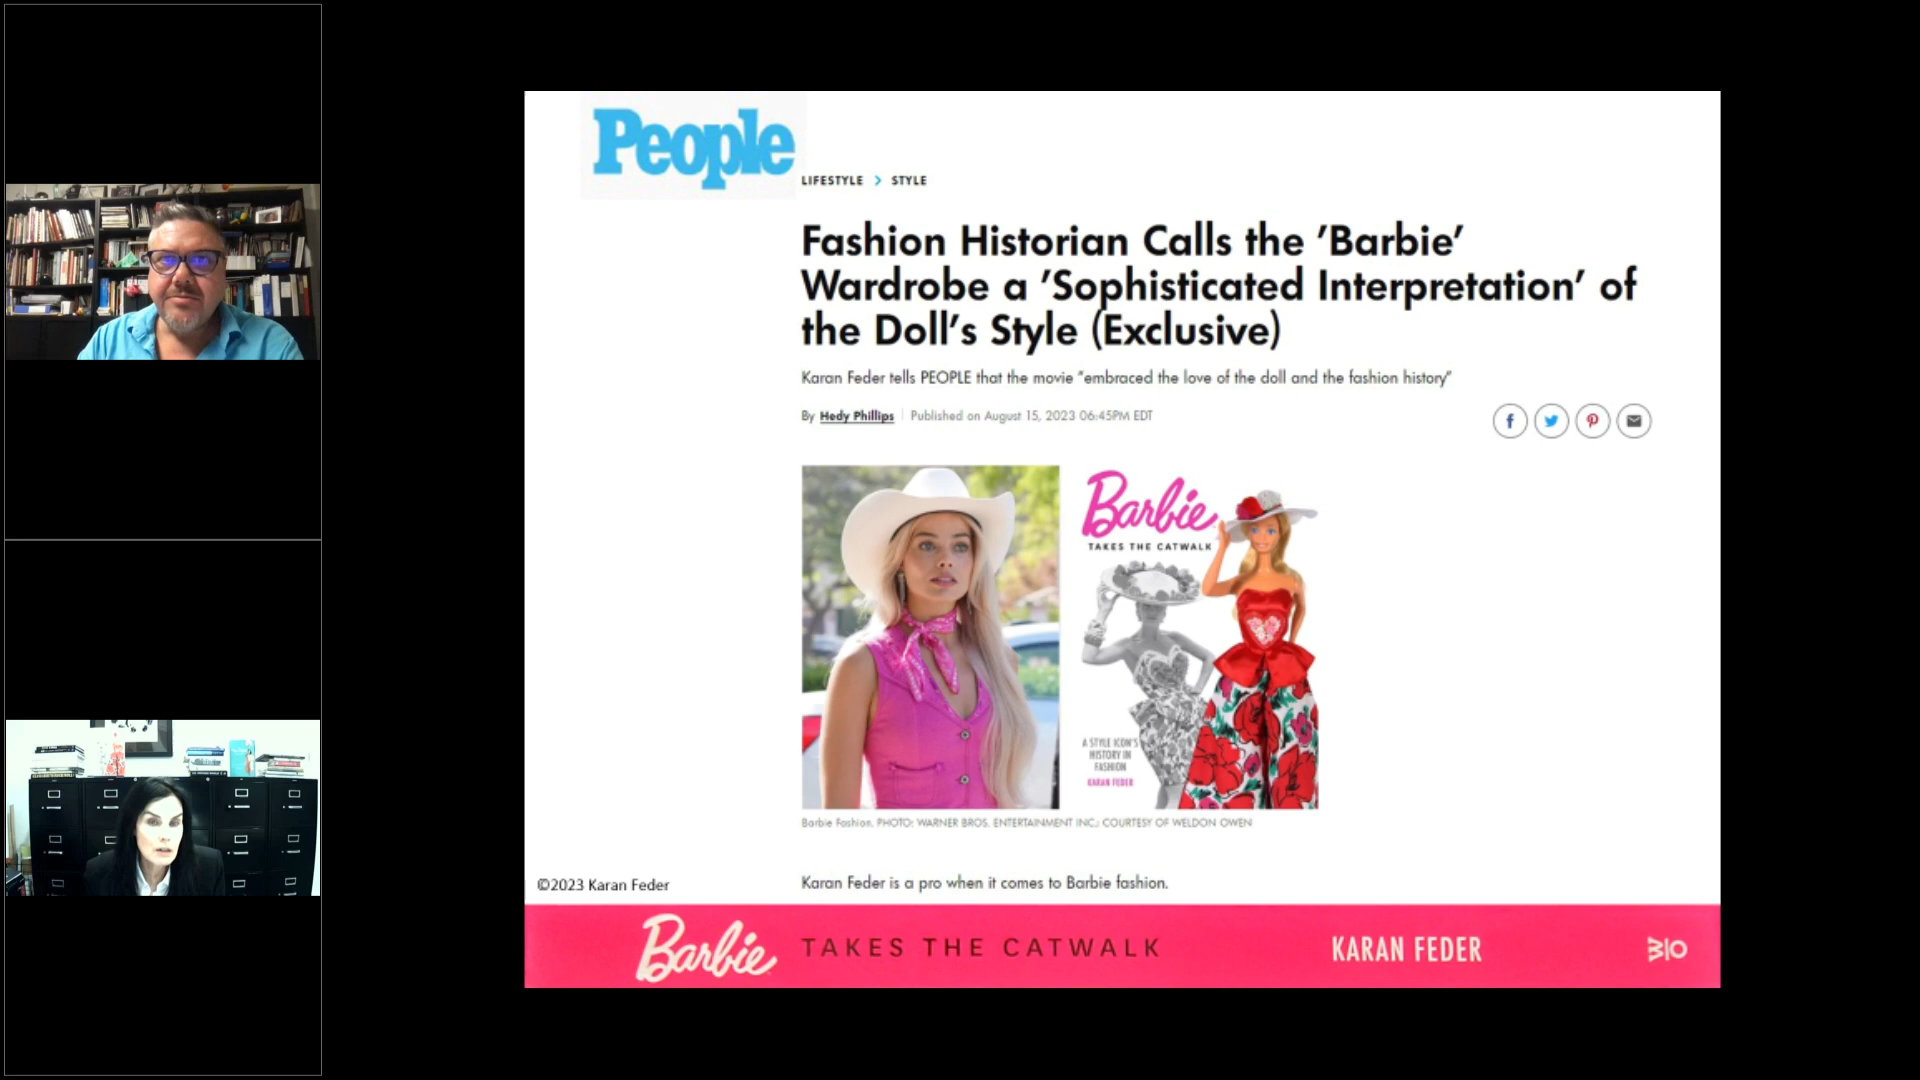 People
LIFESTYLE > STYLE
Fashion Historian Calls the 'Barbie'
Wardrobe a 'Sophisticated Interpretation' of
the Doll's Style (Exclusive)
Karan Feder tells PEOPLE that the movie "embraced the love of the doll and the fashion history"
By Hedy Phillips | Published on August 15, 2023 06:45PM EDT
Barbie
TAKES THE CATWALK
A STYLE ICON'S
HISTORY IN
FASHION
KARAN FEDER
Barbie Fashion. PHOTO: WARNER BROS. ENTERTAINMENT INC.; COURTESY OF WELDON OWEN
©2023 Karan Feder
Karan Feder is a pro when it comes to Barbie fashion.
Barbie TAKES THE CATWALK KARAN FEDER W|O